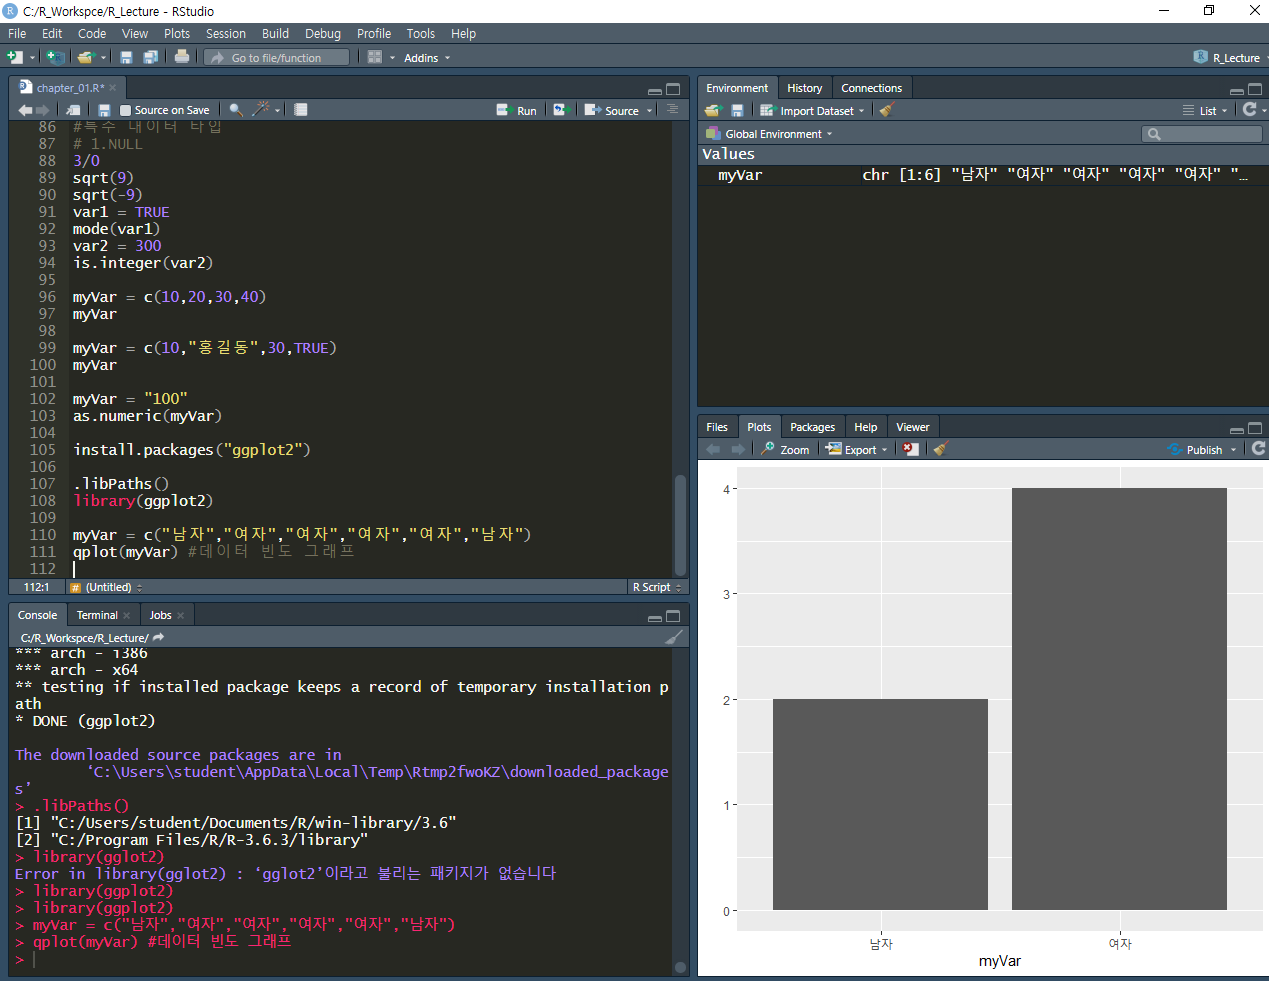 C:/R_Workspce/R_Lecture - RStudio
File Edit Code View Plots Session Build Debug Profile Tools Help
Go to file/function Addins R_Lecture
chapter_01.R*
Source on Save Run Source
86 #특수 데이터 타입
87 # 1.NULL
88 3/0
89 sqrt(9)
90 sqrt(-9)
91 var1 = TRUE
92 mode(var1)
93 var2 = 300
94 is.integer(var2)
95
96 myVar = c(10,20,30,40)
97 myVar
98
99 myVar = c(10,"홍길동",30,TRUE)
100 myVar
101
102 myVar = "100"
103 as.numeric(myVar)
104
105 install.packages("ggplot2")
106
107 .libPaths()
108 library(ggplot2)
109
110 myVar = c("남자","여자","여자","여자","여자","남자")
111 qplot(myVar) #데이터 빈도 그래프
112
112:1 # (Untitled) R Script
Console Terminal Jobs
C:/R_Workspce/R_Lecture/
*** arch - i386
*** arch - x64
** testing if installed package keeps a record of temporary installation p
ath
* DONE (ggplot2)
The downloaded source packages are in
‘C:\Users\student\AppData\Local\Temp\Rtmp2fwoKZ\downloaded_package
s’
> .libPaths()
[1] "C:/Users/student/Documents/R/win-library/3.6"
[2] "C:/Program Files/R/R-3.6.3/library"
> library(gglot2)
Error in library(gglot2) : ‘gglot2’이라고 불리는 패키지가 없습니다
> library(ggplot2)
> library(ggplot2)
> myVar = c("남자","여자","여자","여자","여자","남자")
> qplot(myVar) #데이터 빈도 그래프
>
Environment History Connections
Import Dataset List
Global Environment
Values
myVar chr [1:6] "남자" "여자" "여자" "여자" "여자" "…
Files Plots Packages Help Viewer
Zoom Export Publish
4
3
2
1
0
남자 여자
myVar